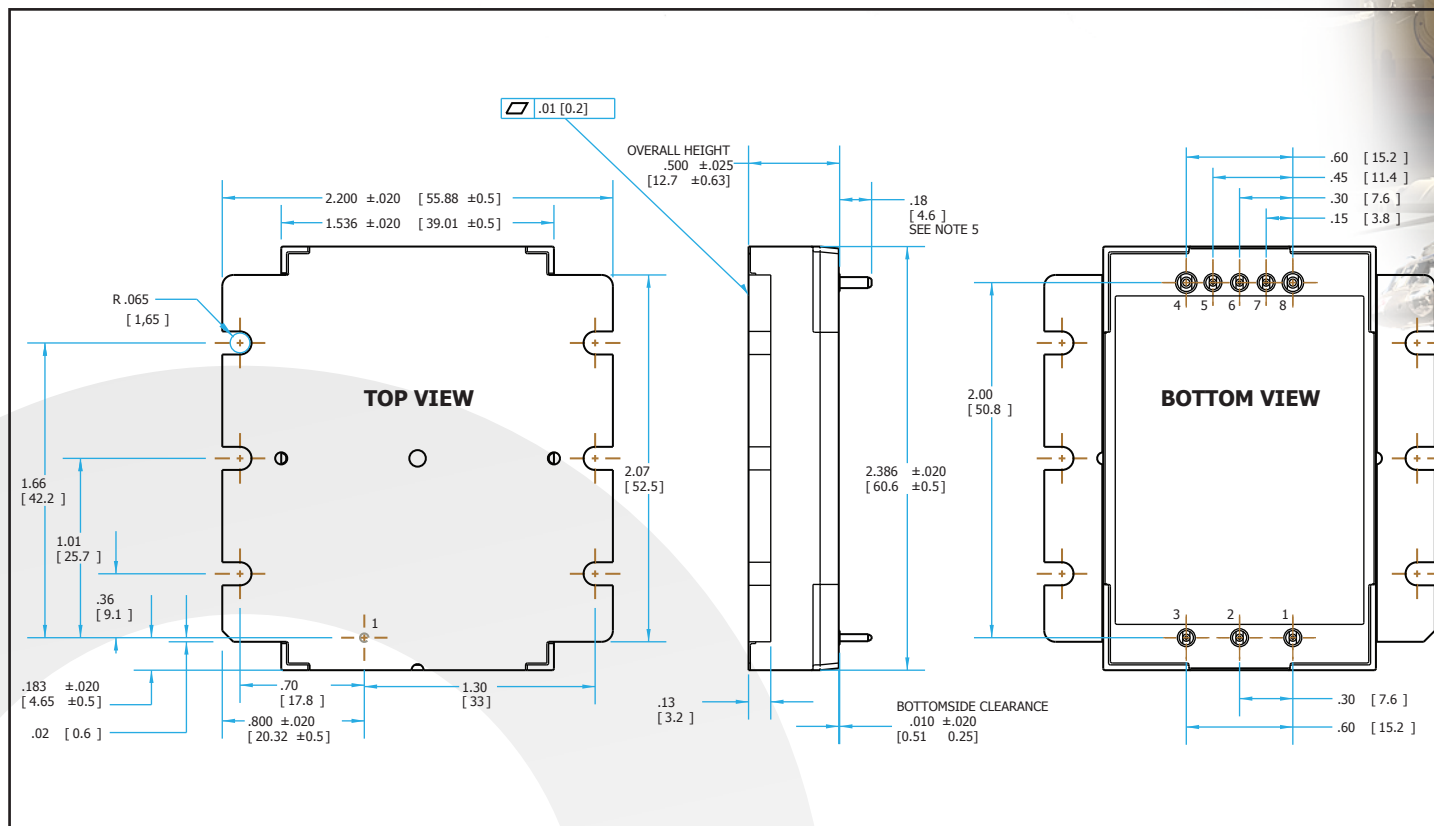 .01 [0.2]
OVERALL HEIGHT
.500 ±.025
[12.7 ±0.63]
.18
[ 4.6 ]
SEE NOTE 5
.60 [ 15.2 ]
.45 [ 11.4 ]
.30 [ 7.6 ]
.15 [ 3.8 ]
2.200 ±.020 [ 55.88 ±0.5 ]
1.536 ±.020 [ 39.01 ±0.5 ]
R .065
[ 1,65 ]
4 5 6 7 8
TOP VIEW
2.00
[ 50.8 ]
BOTTOM VIEW
1.66
[ 42.2 ]
2.07
[ 52.5]
2.386 ±.020
[ 60.6 ±0.5 ]
1.01
[ 25.7 ]
.36
[ 9.1 ]
1
3 2 1
.183 ±.020
[ 4.65 ±0.5 ]
.70
[ 17.8 ]
1.30
[ 33 ]
.13
[ 3.2 ]
BOTTOMSIDE CLEARANCE
.010 ±.020
[0.51 0.25]
.30 [ 7.6 ]
.02 [ 0.6 ]
.800 ±.020
[ 20.32 ±0.5 ]
.60 [ 15.2 ]